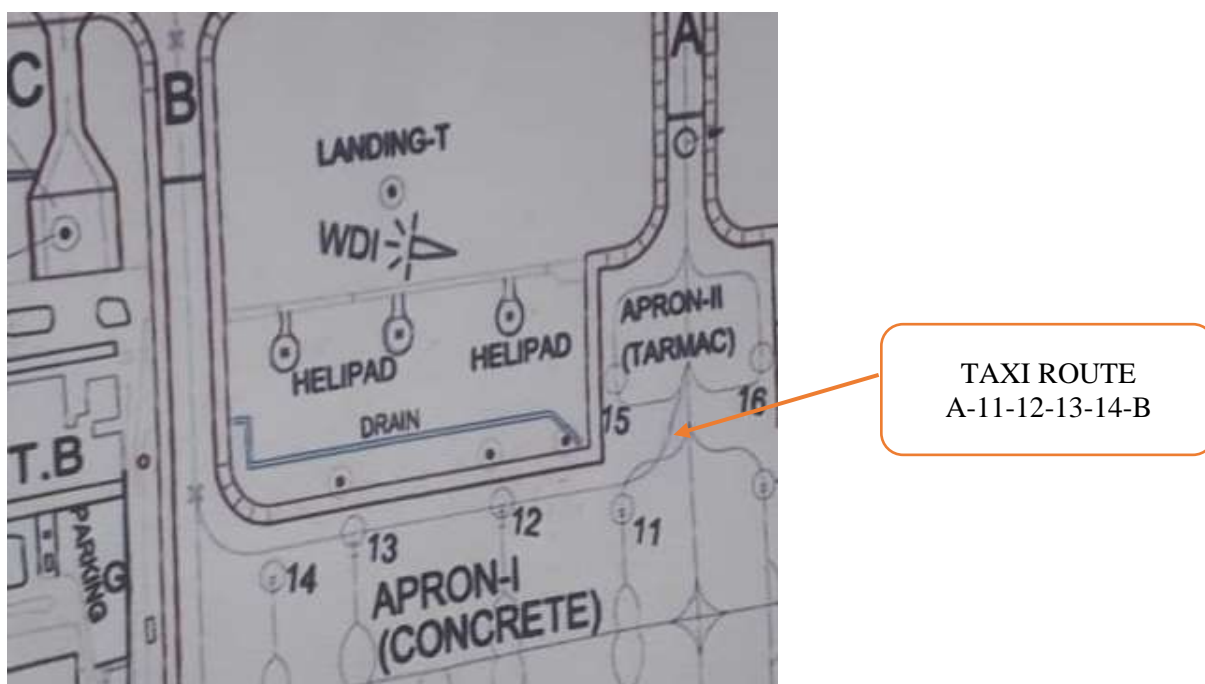 C
B
A
LANDING-T
WDI
APRON-II
(TARMAC)
HELIPAD
HELIPAD
DRAIN
15
16
TAXI ROUTE
A-11-12-13-14-B
T.B
PARKING
G
12
11
13
14
APRON-I
(CONCRETE)